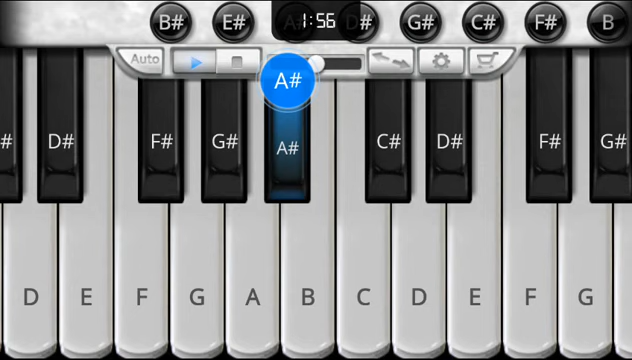 B# E# A# 1:56 D# G# C# F# B
Auto
A#
# D# F# G# A# C# D# F# G#
D E F G A B C D E F G